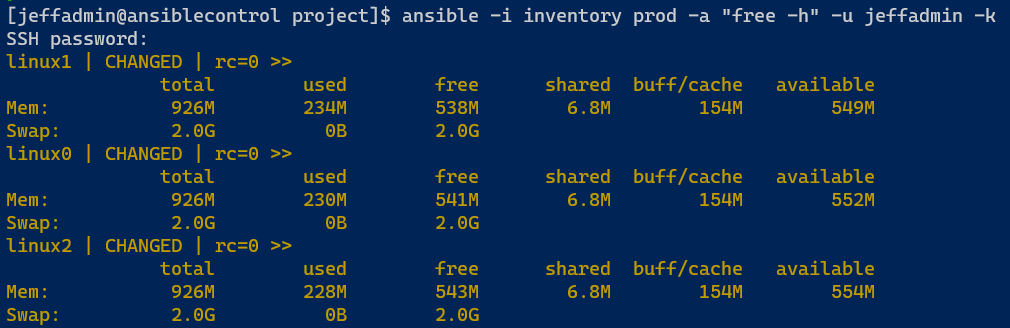 [jeffadmin@ansiblecontrol project]$ ansible -i inventory prod -a "free -h" -u jeffadmin -k
SSH password:
linux1 | CHANGED | rc=0 >>
              total        used        free      shared  buff/cache   available
Mem:           926M        234M        538M        6.8M        154M        549M
Swap:          2.0G          0B        2.0G
linux0 | CHANGED | rc=0 >>
              total        used        free      shared  buff/cache   available
Mem:           926M        230M        541M        6.8M        154M        552M
Swap:          2.0G          0B        2.0G
linux2 | CHANGED | rc=0 >>
              total        used        free      shared  buff/cache   available
Mem:           926M        228M        543M        6.8M        154M        554M
Swap:          2.0G          0B        2.0G